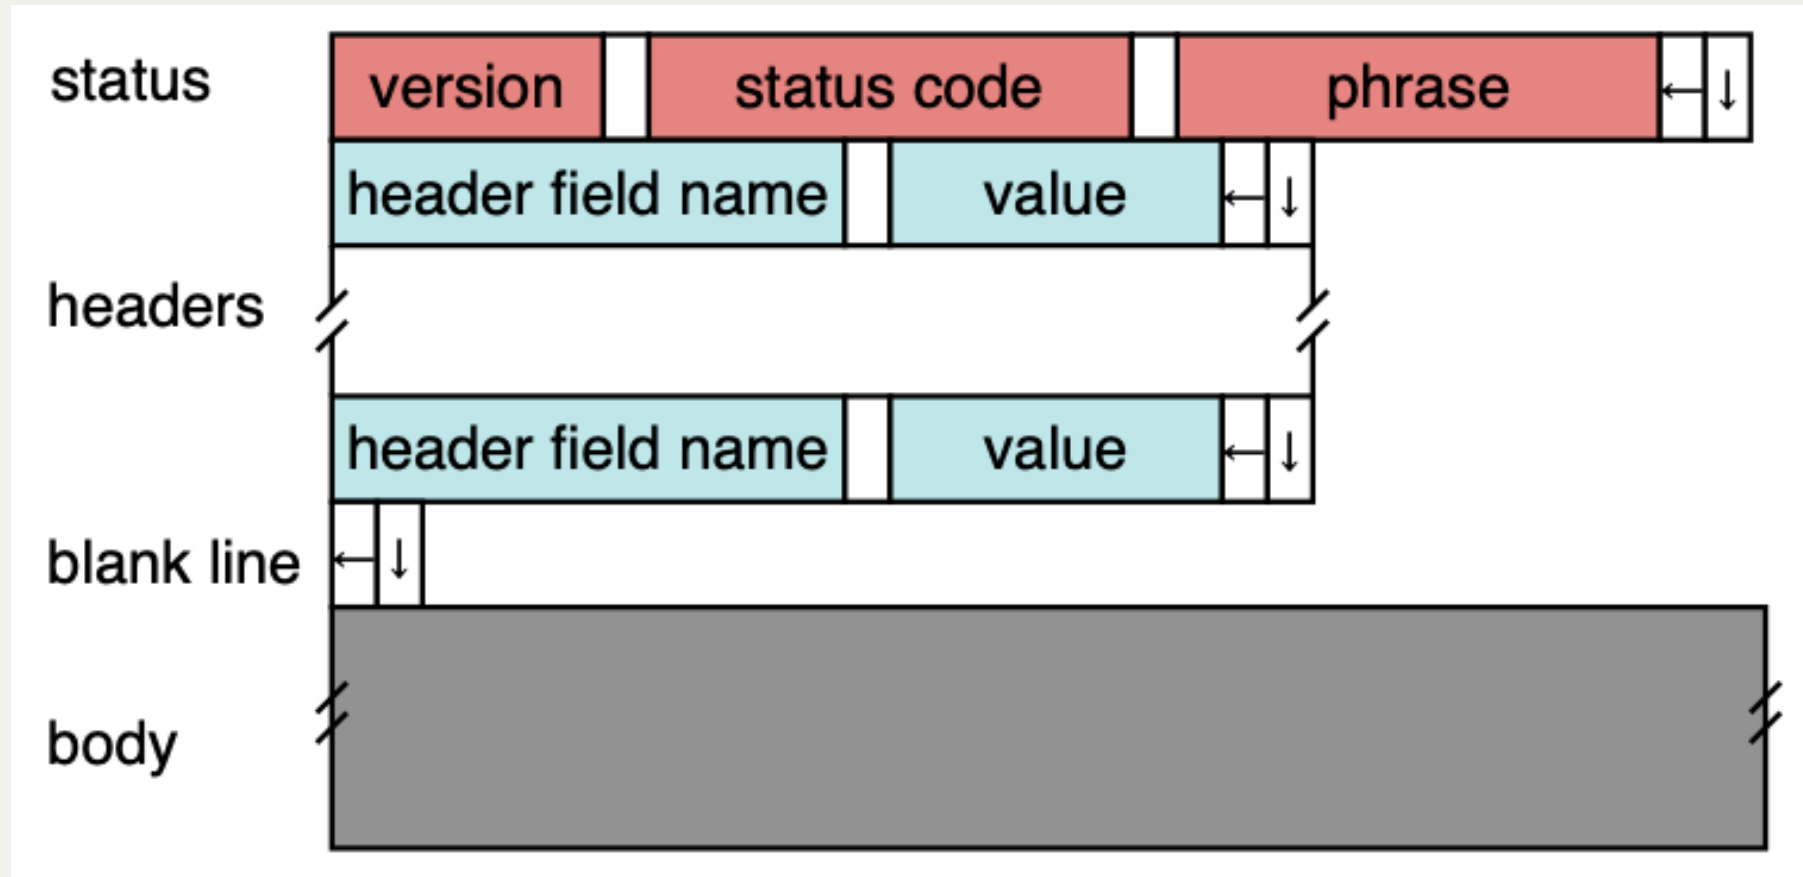 status version status code phrase ← ↓
header field name value ← ↓
headers
header field name value ← ↓
blank line ← ↓
body